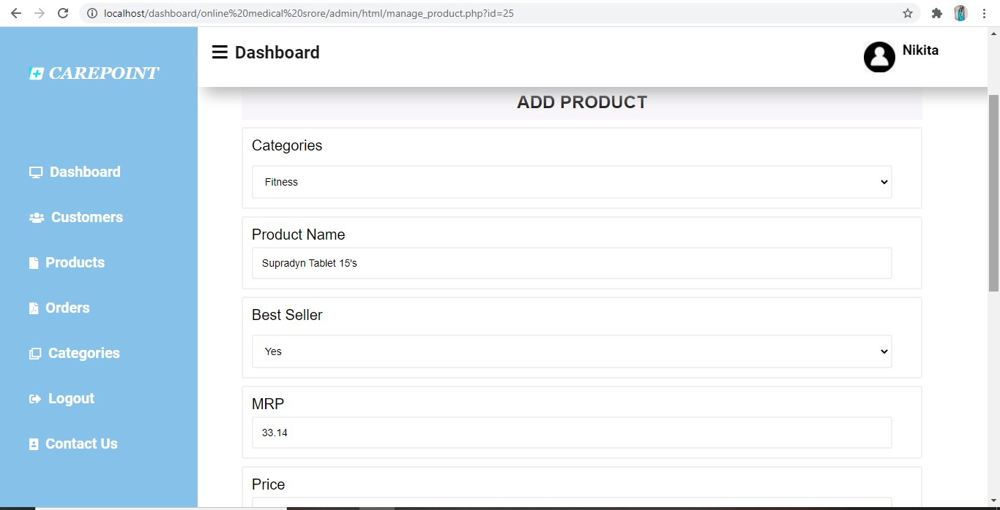 localhost/dashboard/online%20medical%20srore/admin/html/manage_product.php?id=25
CAREPOINT
Dashboard
Nikita
Dashboard
Customers
Products
Orders
Categories
Logout
Contact Us
ADD PRODUCT
Categories
Fitness
Product Name
Supradyn Tablet 15's
Best Seller
Yes
MRP
33.14
Price